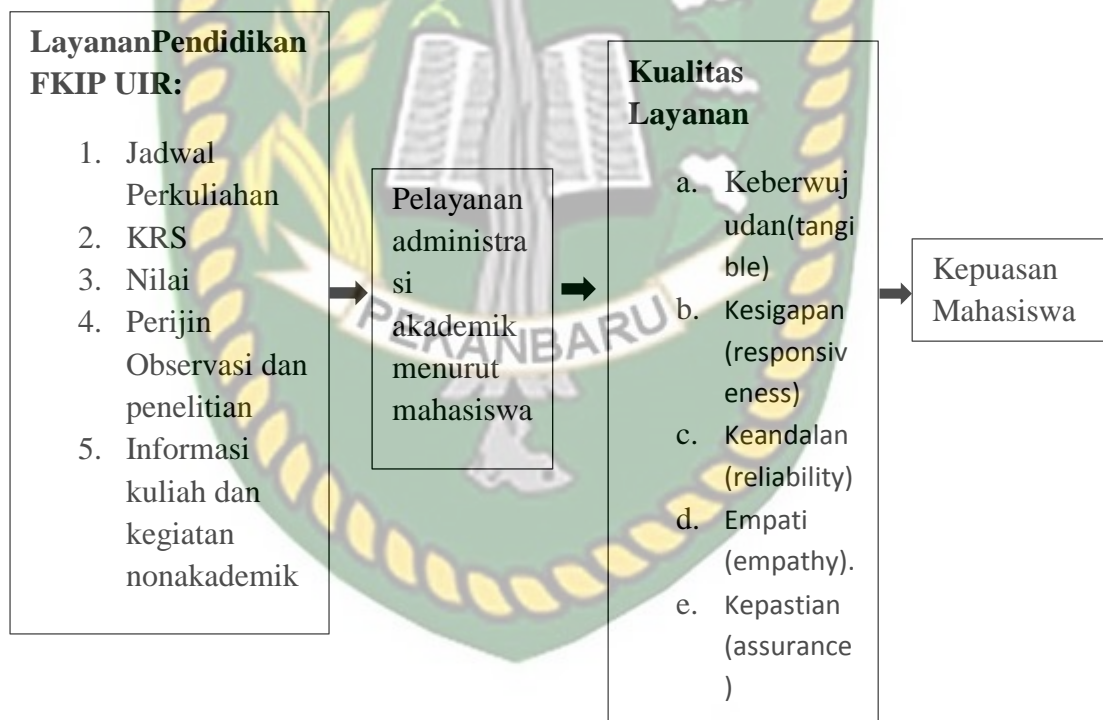 LayananPendidikan
FKIP UIR:
1. Jadwal
Perkuliahan
2. KRS
3. Nilai
4. Perijin
Observasi dan
penelitian
5. Informasi
kuliah dan
kegiatan
nonakademik
Pelayanan
administra
si
akademik
menurut
mahasiswa
Kualitas
Layanan
a. Keberwuj
udan(tangi
ble)
b. Kesigapan
(responsiv
eness)
c. Keandalan
(reliability)
d. Empati
(empathy).
e. Kepastian
(assurance
)
Kepuasan
Mahasiswa
PEKANBARU